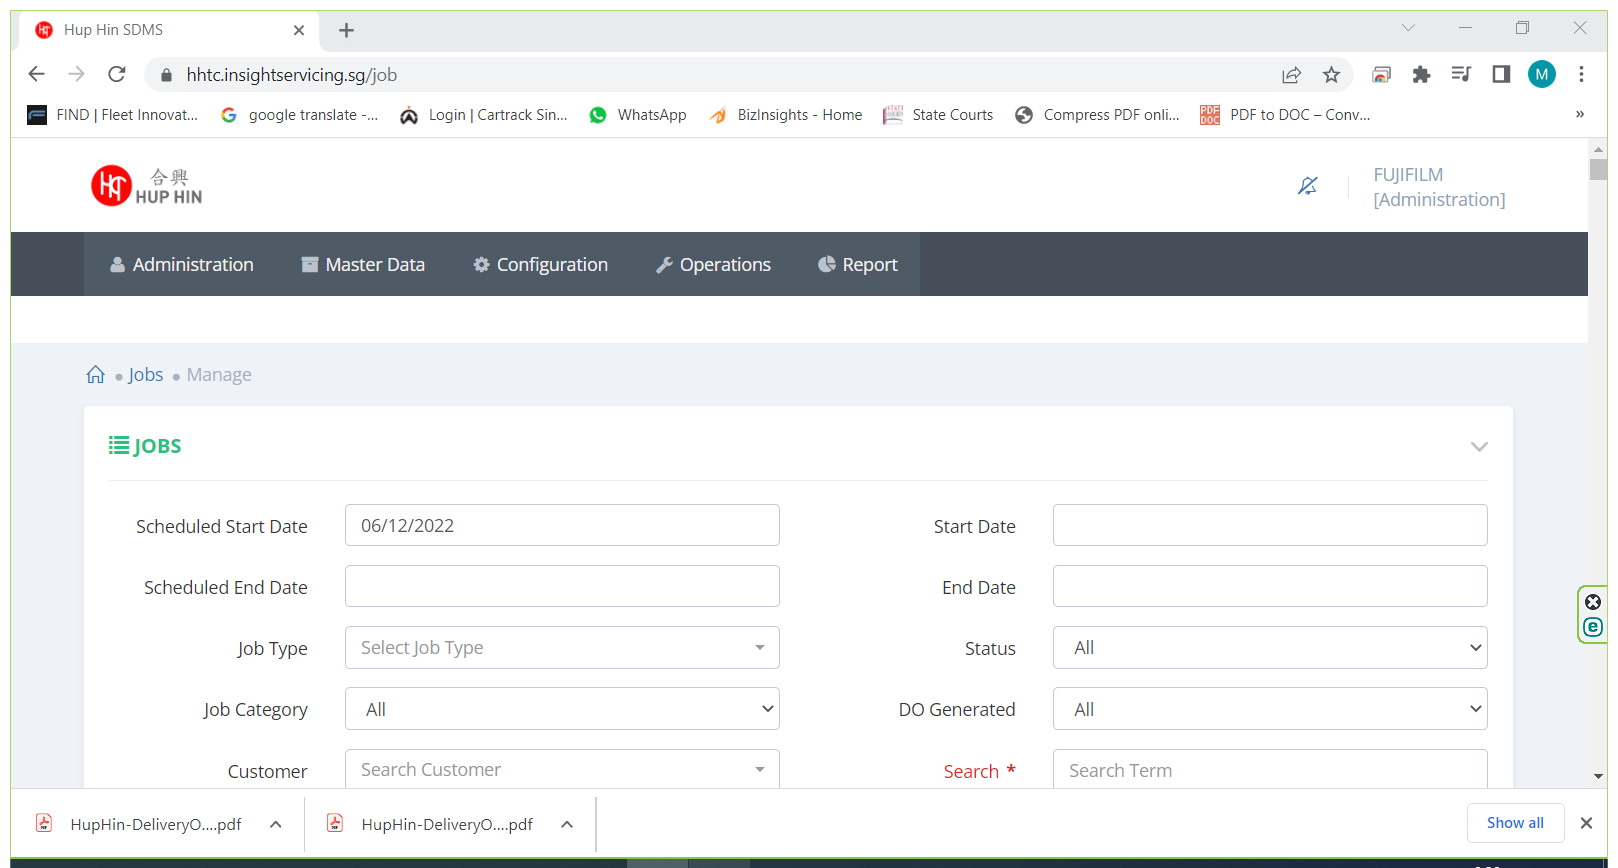 Hup Hin SDMS
hhtc.insightservicing.sg/job
M
FIND | Fleet Innovat... google translate -... Login | Cartrack Sin... WhatsApp BizInsights - Home State Courts Compress PDF onli... PDF to DOC – Conv... »
合興
HUP HIN
FUJIFILM
[Administration]
Administration Master Data Configuration Operations Report
Jobs Manage
JOBS
Scheduled Start Date 06/12/2022 Start Date
Scheduled End Date End Date
Job Type Select Job Type Status All
Job Category All DO Generated All
Customer Search Customer Search * Search Term
HupHin-DeliveryO....pdf HupHin-DeliveryO....pdf Show all